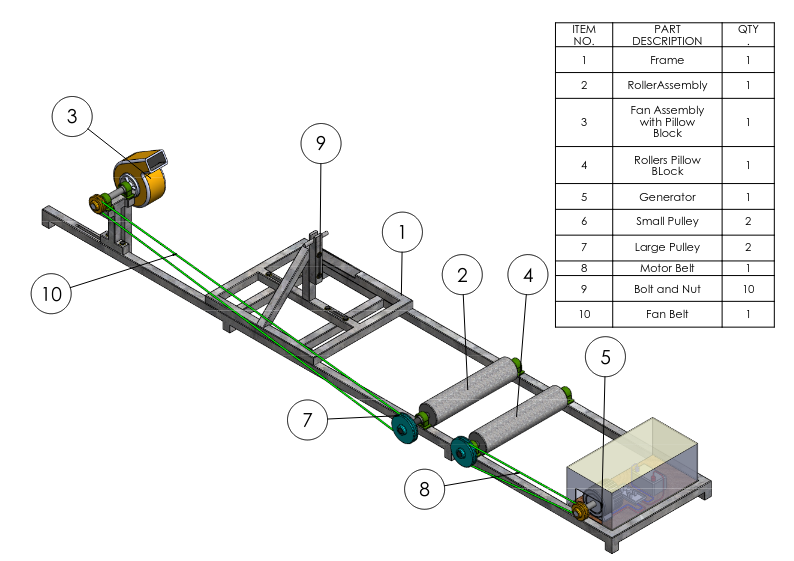 ITEM NO. PART DESCRIPTION QTY .
1 Frame 1
2 RollerAssembly 1
3 Fan Assembly with Pillow Block 1
4 Rollers Pillow BLock 1
5 Generator 1
6 Small Pulley 2
7 Large Pulley 2
8 Motor Belt 1
9 Bolt and Nut 10
10 Fan Belt 1
3
9
1
2
4
10
5
7
8